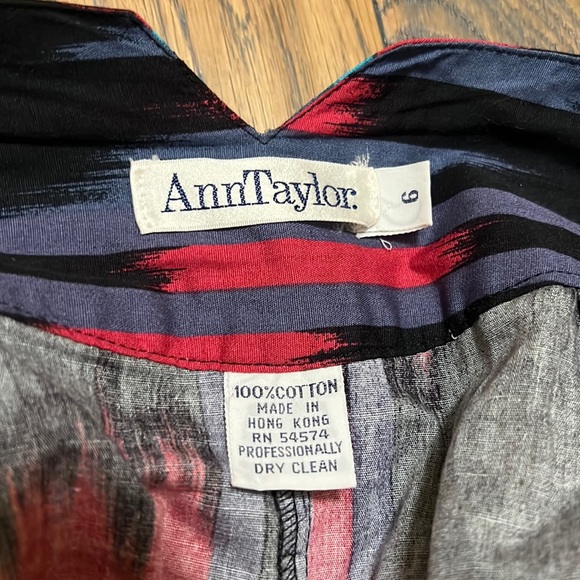 AnnTaylor.
6
100% COTTON
MADE IN
HONG KONG
RN 54574
PROFESSIONALLY
DRY CLEAN